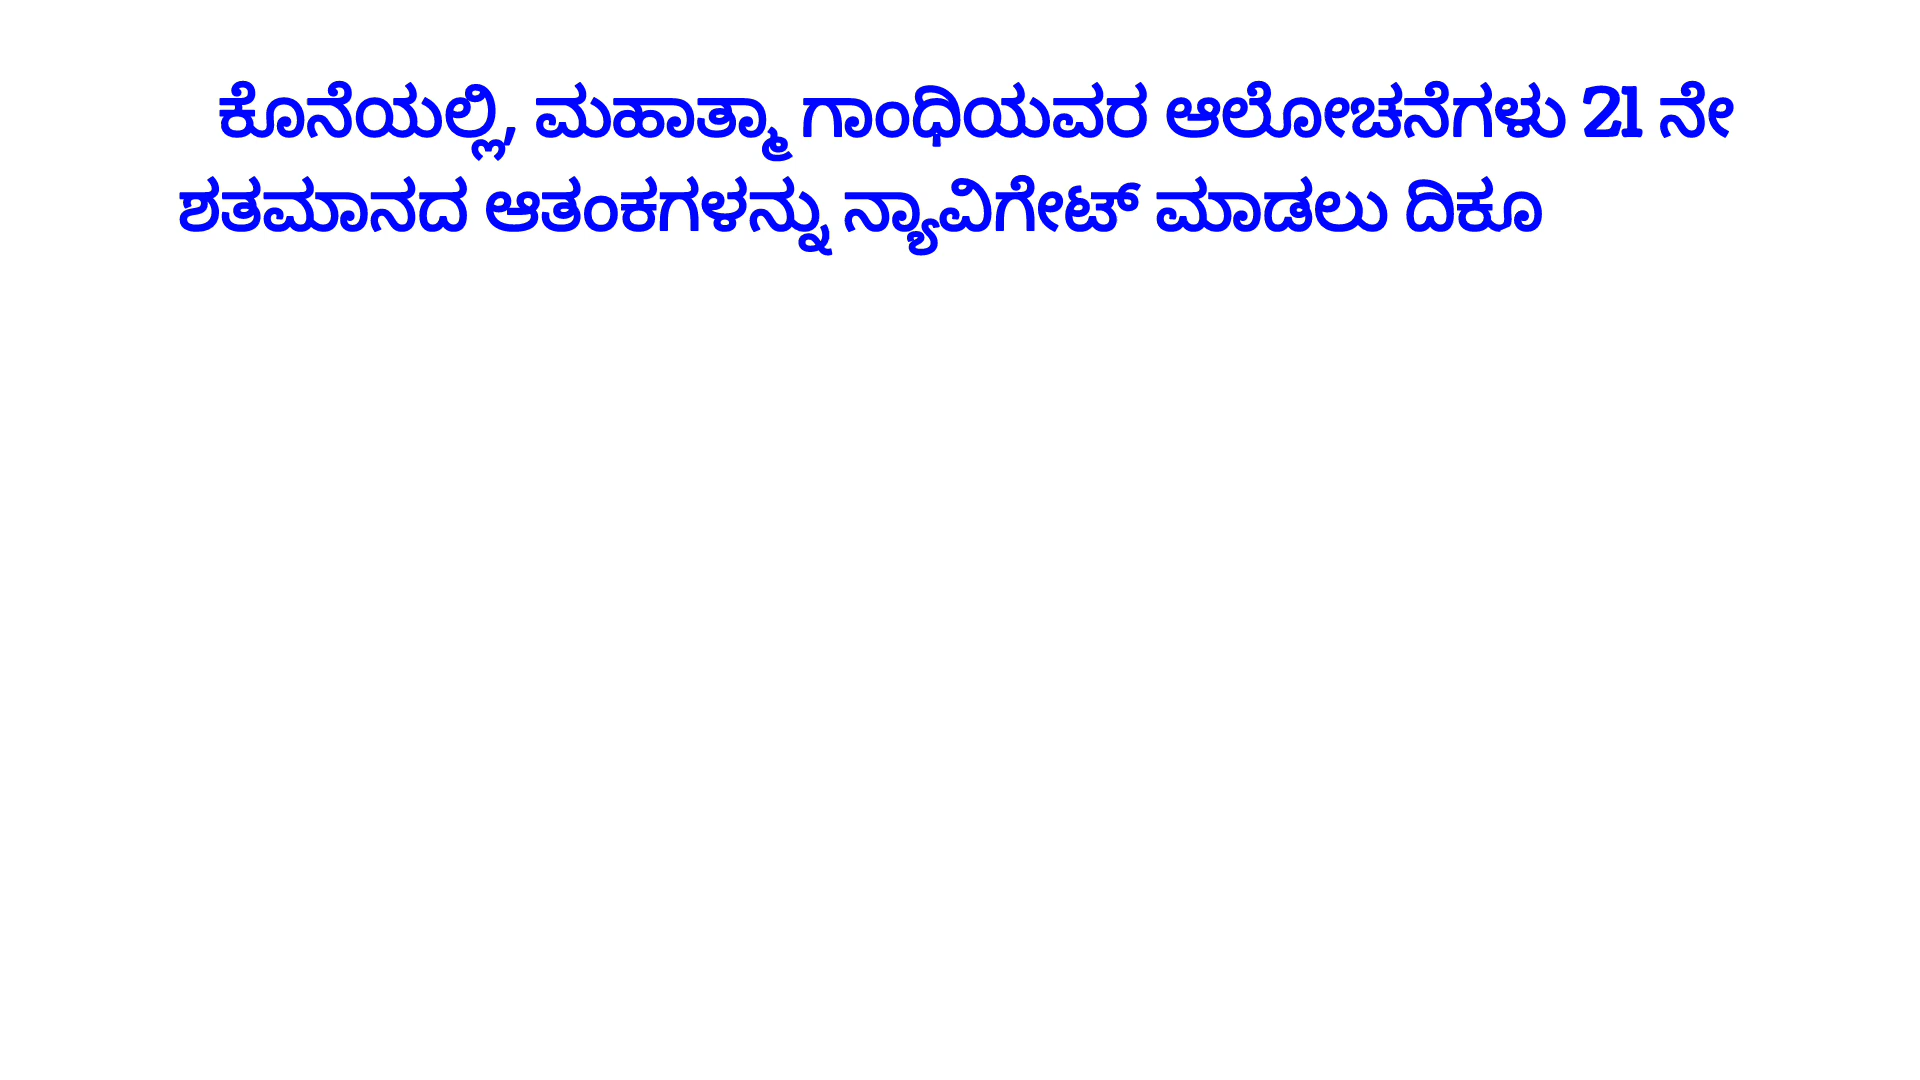 ಕೊನೆಯಲ್ಲಿ, ಮಹಾತ್ಮಾ ಗಾಂಧಿಯವರ ಆಲೋಚನೆಗಳು 21 ನೇ
ಶತಮಾನದ ಆತಂಕಗಳನ್ನು ನ್ಯಾವಿಗೇಟ್ ಮಾಡಲು ದಿಕೂ